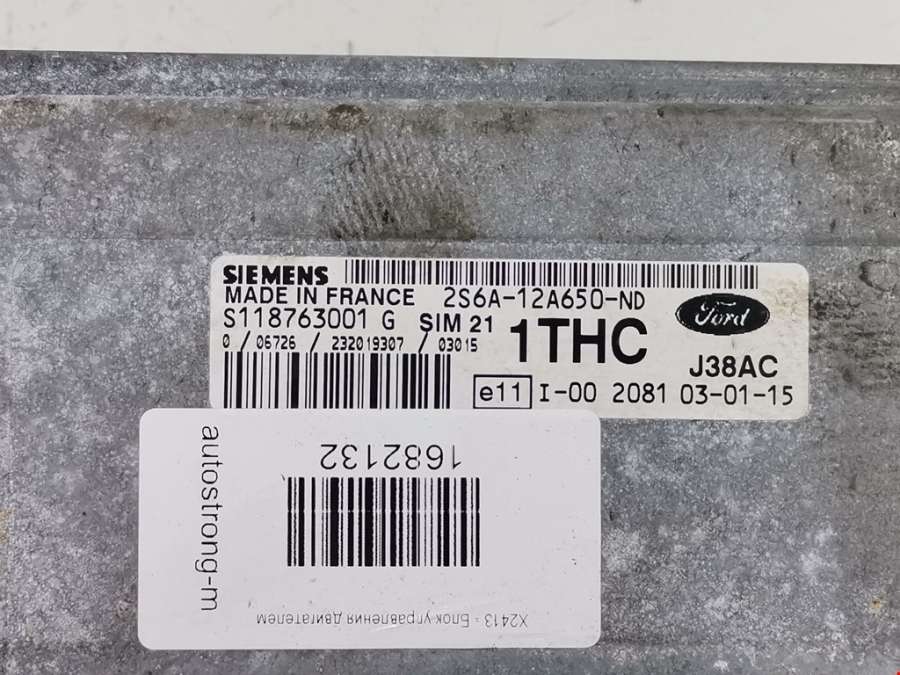 SIEMENS
MADE IN FRANCE 2S6A-12A650-ND
S118763001 G SIM 21 1THC Ford
0 / 06726 / 232019307 / 03015
J38AC
e11 I-00 2081 03-01-15
autostrong-m
1682132
X2413 - Блок управления двигателем